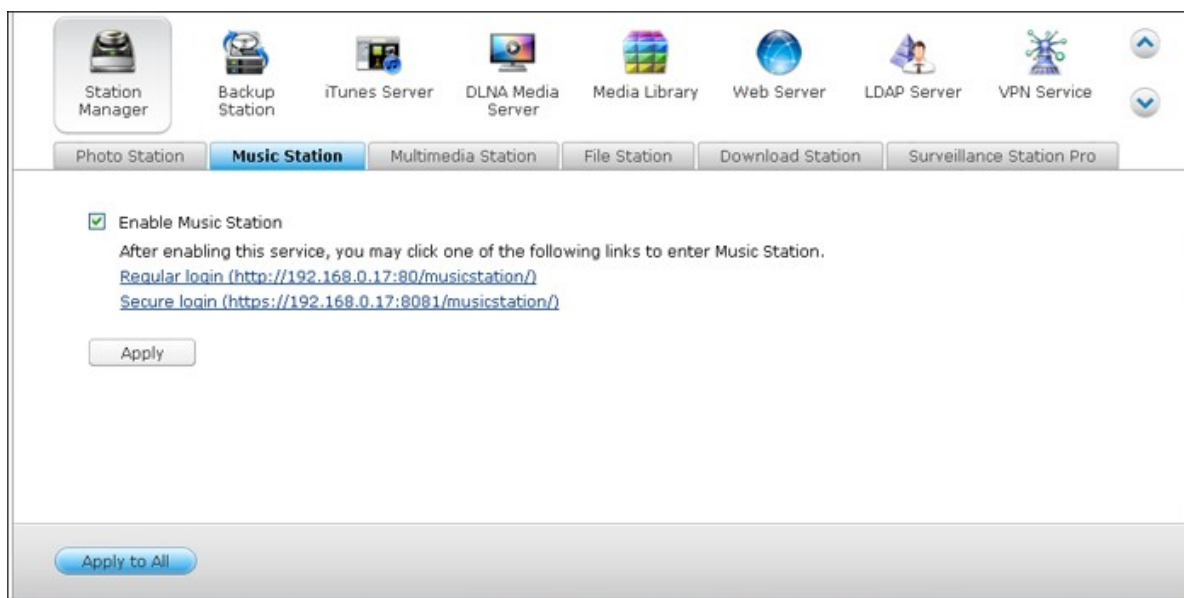 Station Manager
Backup Station
iTunes Server
DLNA Media Server
Media Library
Web Server
LDAP Server
VPN Service
Photo Station
Music Station
Multimedia Station
File Station
Download Station
Surveillance Station Pro
Enable Music Station
After enabling this service, you may click one of the following links to enter Music Station.
Regular login (http://192.168.0.17:80/musicstation/)
Secure login (https://192.168.0.17:8081/musicstation/)
Apply
Apply to All